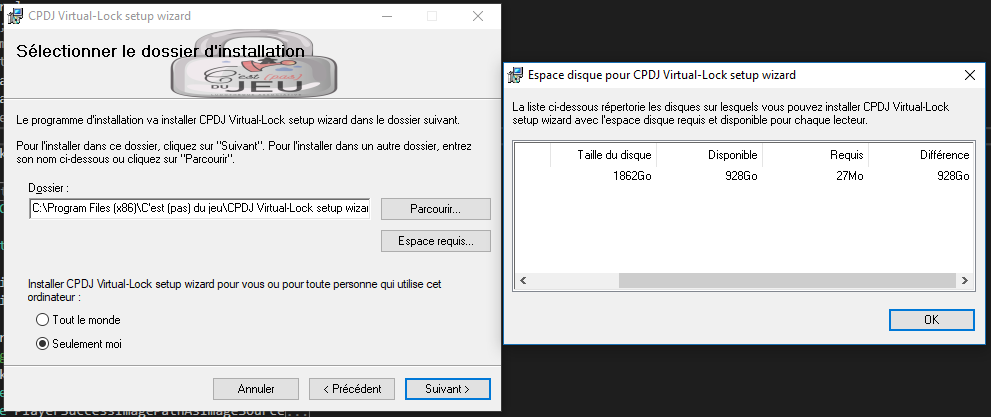 CPDJ Virtual-Lock setup wizard
Sélectionner le dossier d'installation
C'est (pas)
DU JEU
Le programme d'installation va installer CPDJ Virtual-Lock setup wizard dans le dossier suivant.
Pour l'installer dans ce dossier, cliquez sur "Suivant". Pour l'installer dans un autre dossier, entrez
son nom ci-dessous ou cliquez sur "Parcourir".
Dossier :
C:\Program Files (x86)\C'est (pas) du jeu\CPDJ Virtual-Lock setup wizar
Parcourir...
Espace requis...
Installer CPDJ Virtual-Lock setup wizard pour vous ou pour toute personne qui utilise cet
ordinateur :
Tout le monde
Seulement moi
Annuler
< Précédent
Suivant >
Espace disque pour CPDJ Virtual-Lock setup wizard
La liste ci-dessous répertorie les disques sur lesquels vous pouvez installer CPDJ Virtual-Lock
setup wizard avec l'espace disque requis et disponible pour chaque lecteur.
Taille du disque Disponible Requis Différence
1862Go 928Go 27Mo 928Go
OK